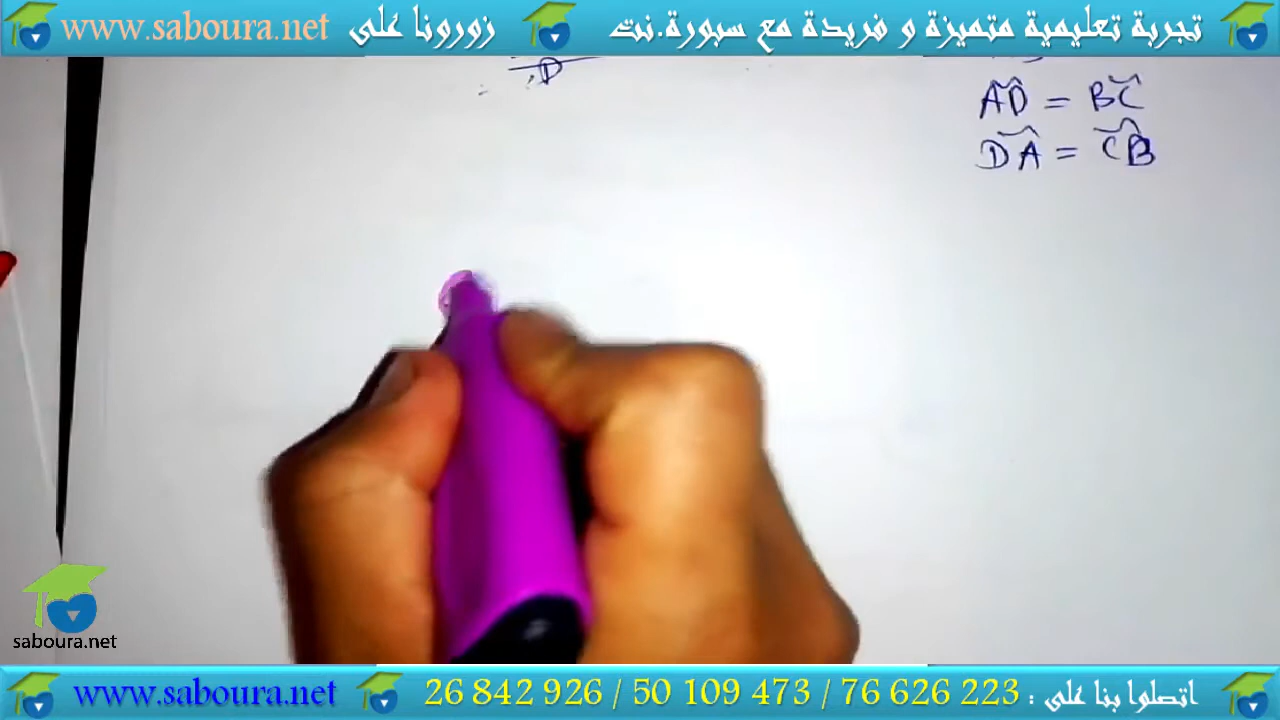 www.saboura.net زورونا على تجربة تعليمية متميزة و فريدة مع سبورة.نت
D
AD = BC
DA = CB
saboura.net
www.saboura.net 26 842 926 / 50 109 473 / 76 626 223 : اتصلوا بنا على